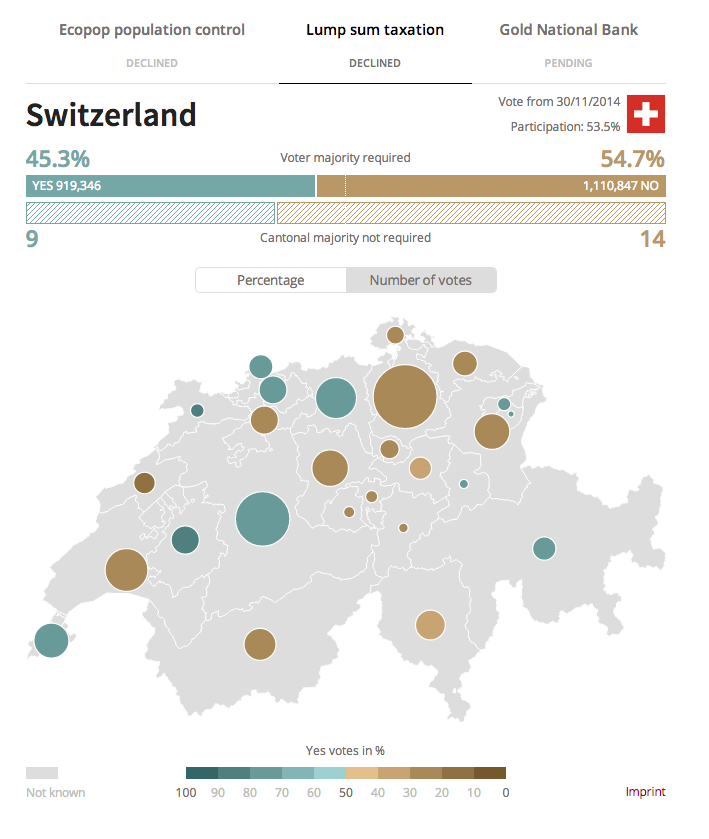 Ecopop population control Lump sum taxation Gold National Bank
DECLINED DECLINED PENDING
Switzerland
Vote from 30/11/2014
Participation: 53.5%
45.3% Voter majority required 54.7%
YES 919,346 1,110,847 NO
9 Cantonal majority not required 14
Percentage Number of votes
Yes votes in %
Not known 100 90 80 70 60 50 40 30 20 10 0 Imprint